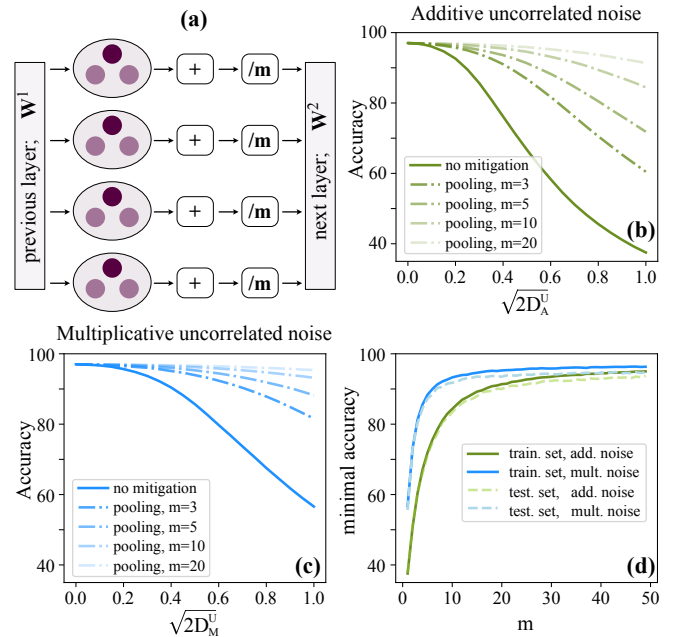 (a)
previous layer; W¹
+ /m
+ /m
+ /m
+ /m
next layer; W²
Additive uncorrelated noise
Accuracy
100
80
60
40
no mitigation
pooling, m=3
pooling, m=5
pooling, m=10
pooling, m=20
(b)
0.0 0.2 0.4 0.6 0.8 1.0
√2D_A^U
Multiplicative uncorrelated noise
Accuracy
100
80
60
40
no mitigation
pooling, m=3
pooling, m=5
pooling, m=10
pooling, m=20
(c)
0.0 0.2 0.4 0.6 0.8 1.0
√2D_M^U
minimal accuracy
100
80
60
40
train. set, add. noise
train. set, mult. noise
test. set, add. noise
test. set, mult. noise
(d)
0 10 20 30 40 50
m